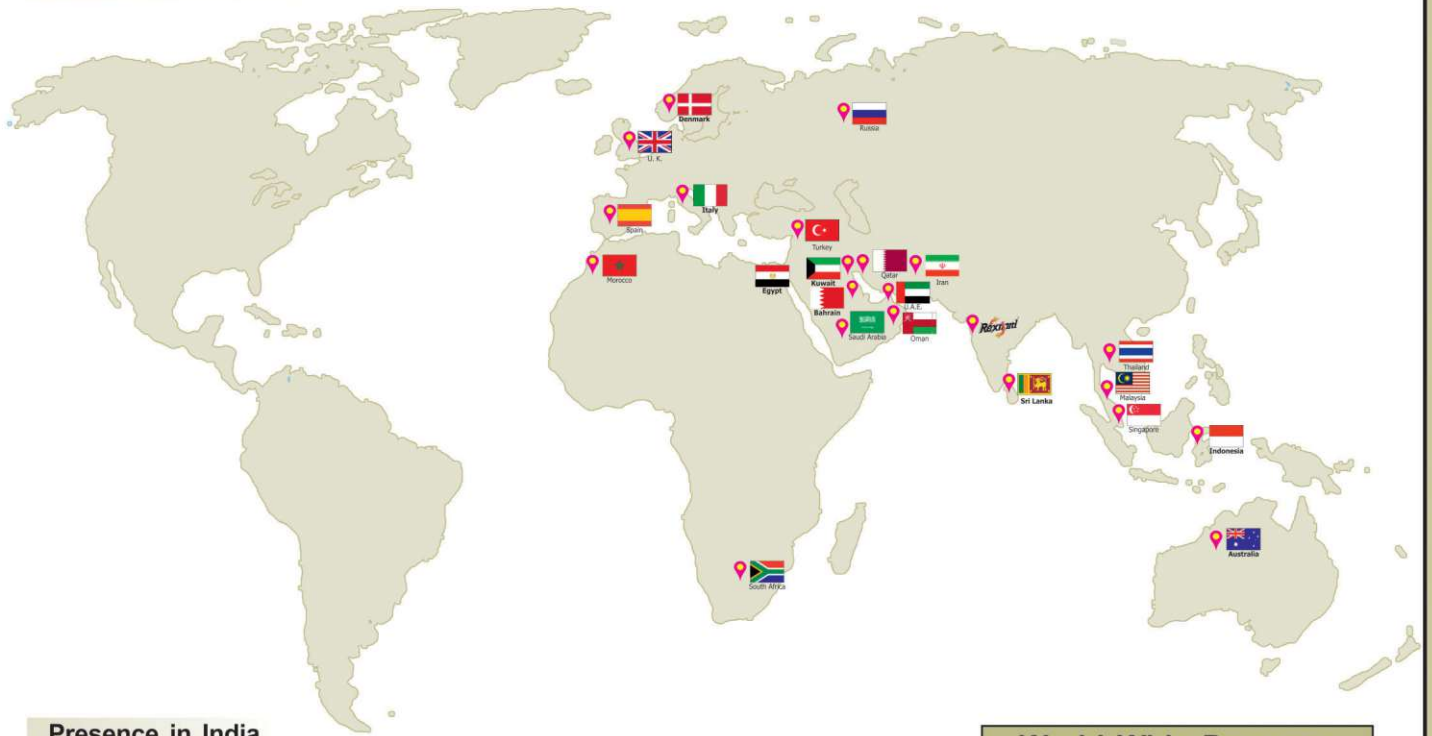 Denmark
Russia
U. K.
Italy
Spain
Turkey
Morocco
Egypt
Kuwait
Qatar
Iran
Bahrain
U.A.E.
Saudi Arabia
Oman
Thailand
Malaysia
Sri Lanka
Singapore
Indonesia
Australia
South Africa
Presence in India